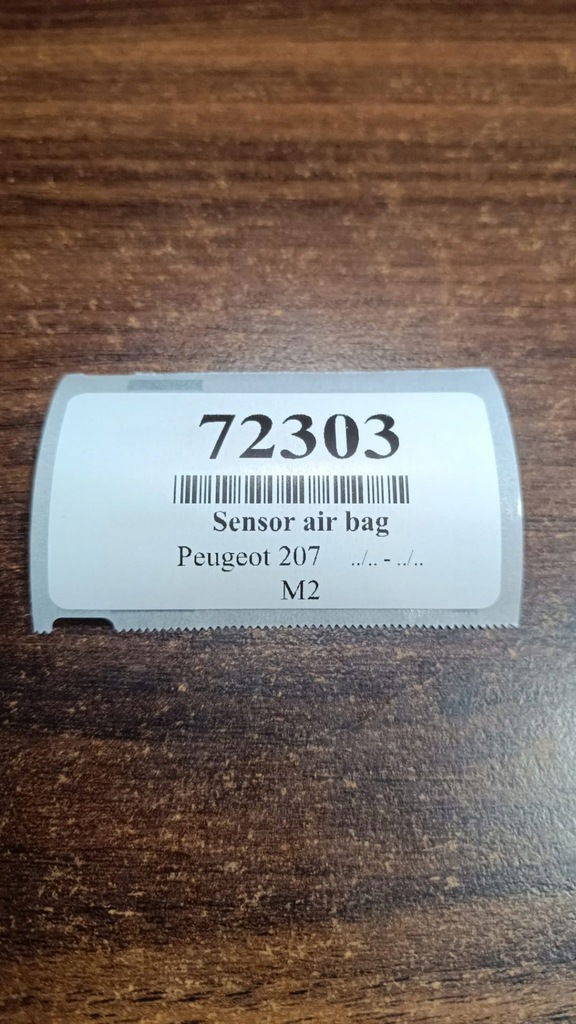 72303
Sensor air bag
Peugeot 207 ../.. - ../..
M2